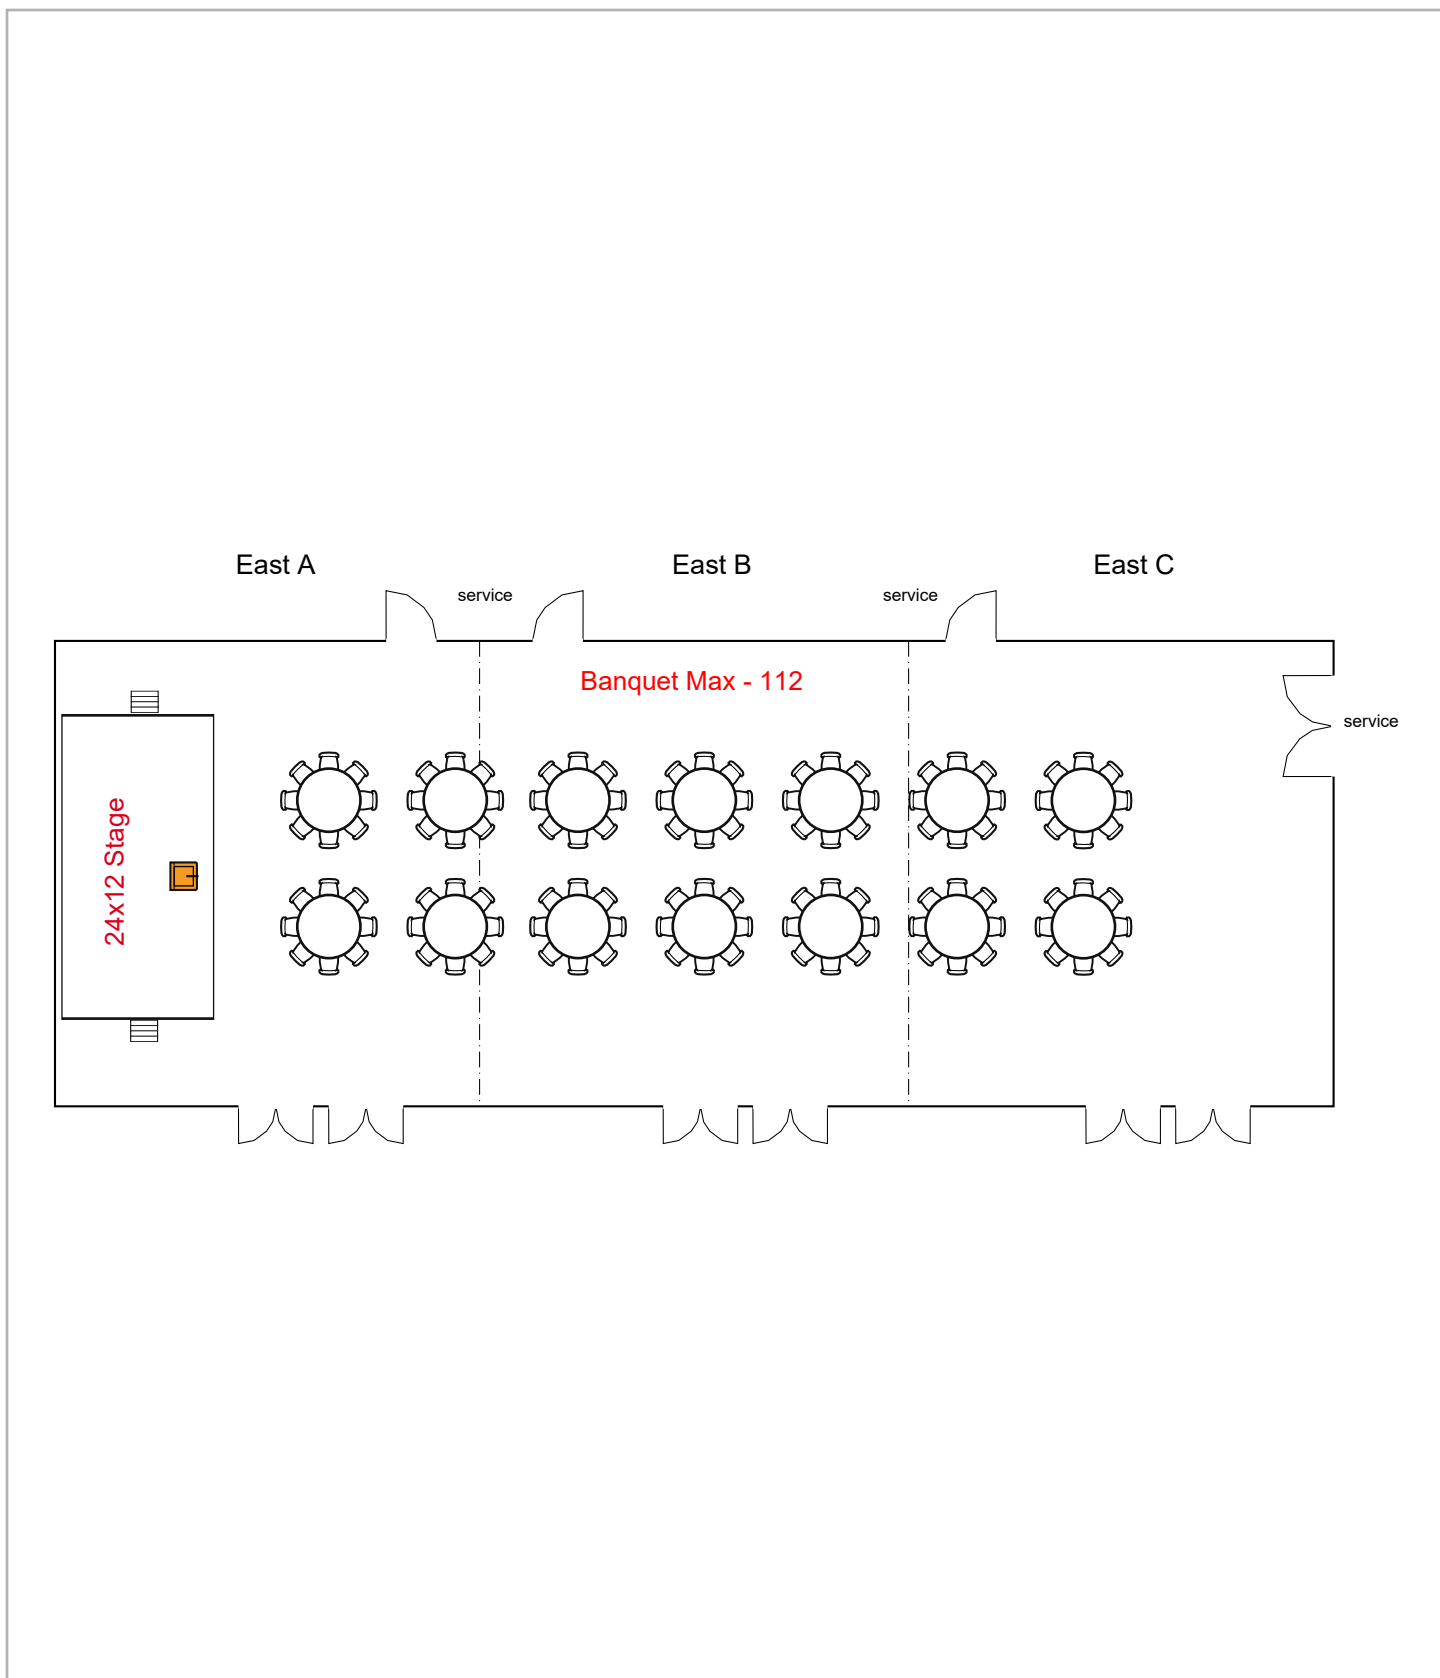 East A
East B
East C
service
service
Banquet Max - 112
service
24x12 Stage